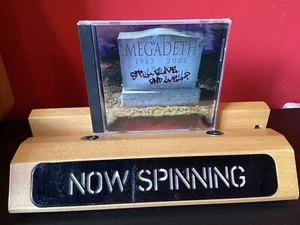 MEGADETH
1983 - 2002
STILL ALIVE
AND WELL?
NOW SPINNING